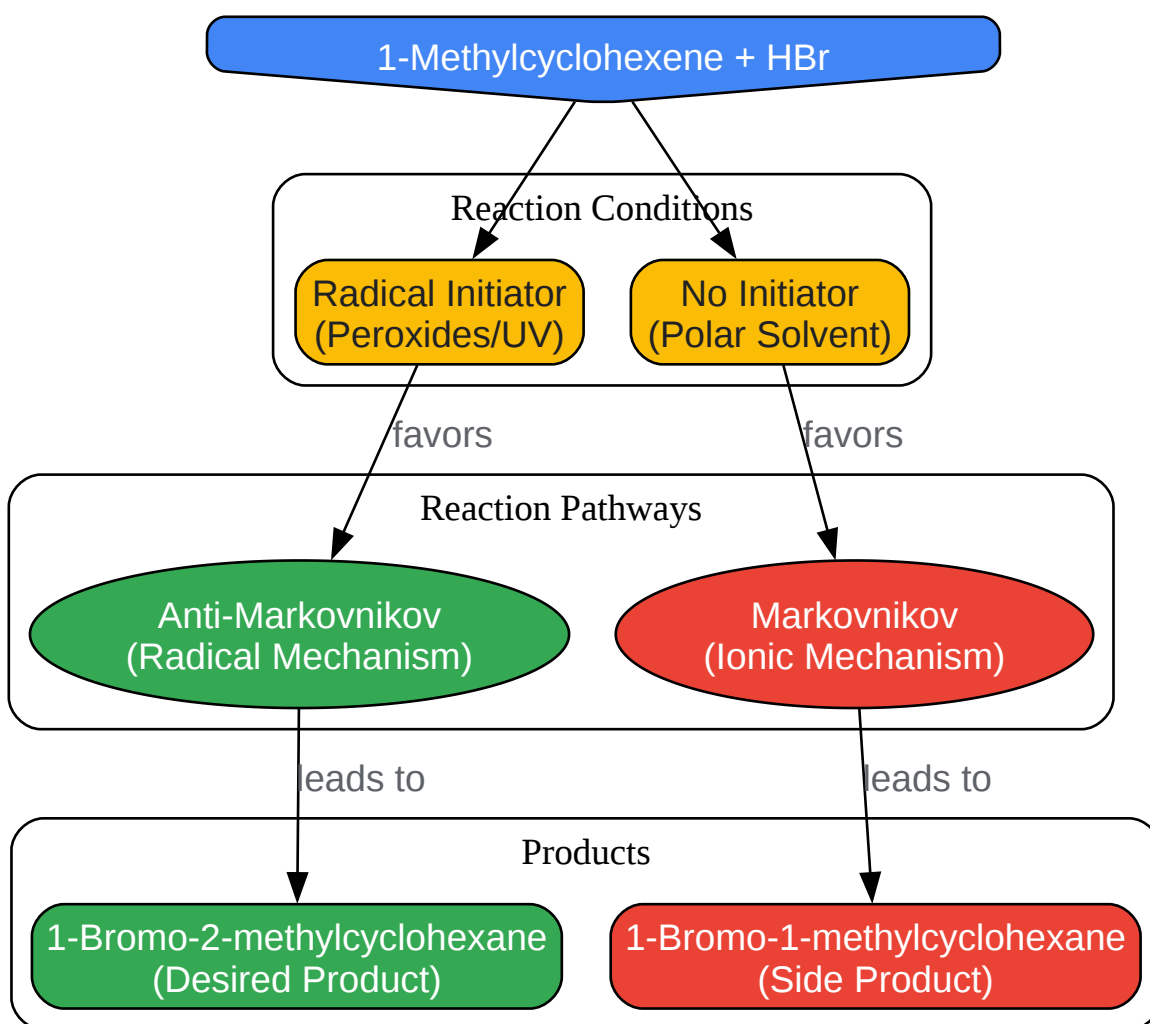 1-Methylcyclohexene + HBr
Reaction Conditions
Radical Initiator
(Peroxides/UV)
No Initiator
(Polar Solvent)
favors
favors
Reaction Pathways
Anti-Markovnikov
(Radical Mechanism)
Markovnikov
(Ionic Mechanism)
leads to
leads to
Products
1-Bromo-2-methylcyclohexane
(Desired Product)
1-Bromo-1-methylcyclohexane
(Side Product)